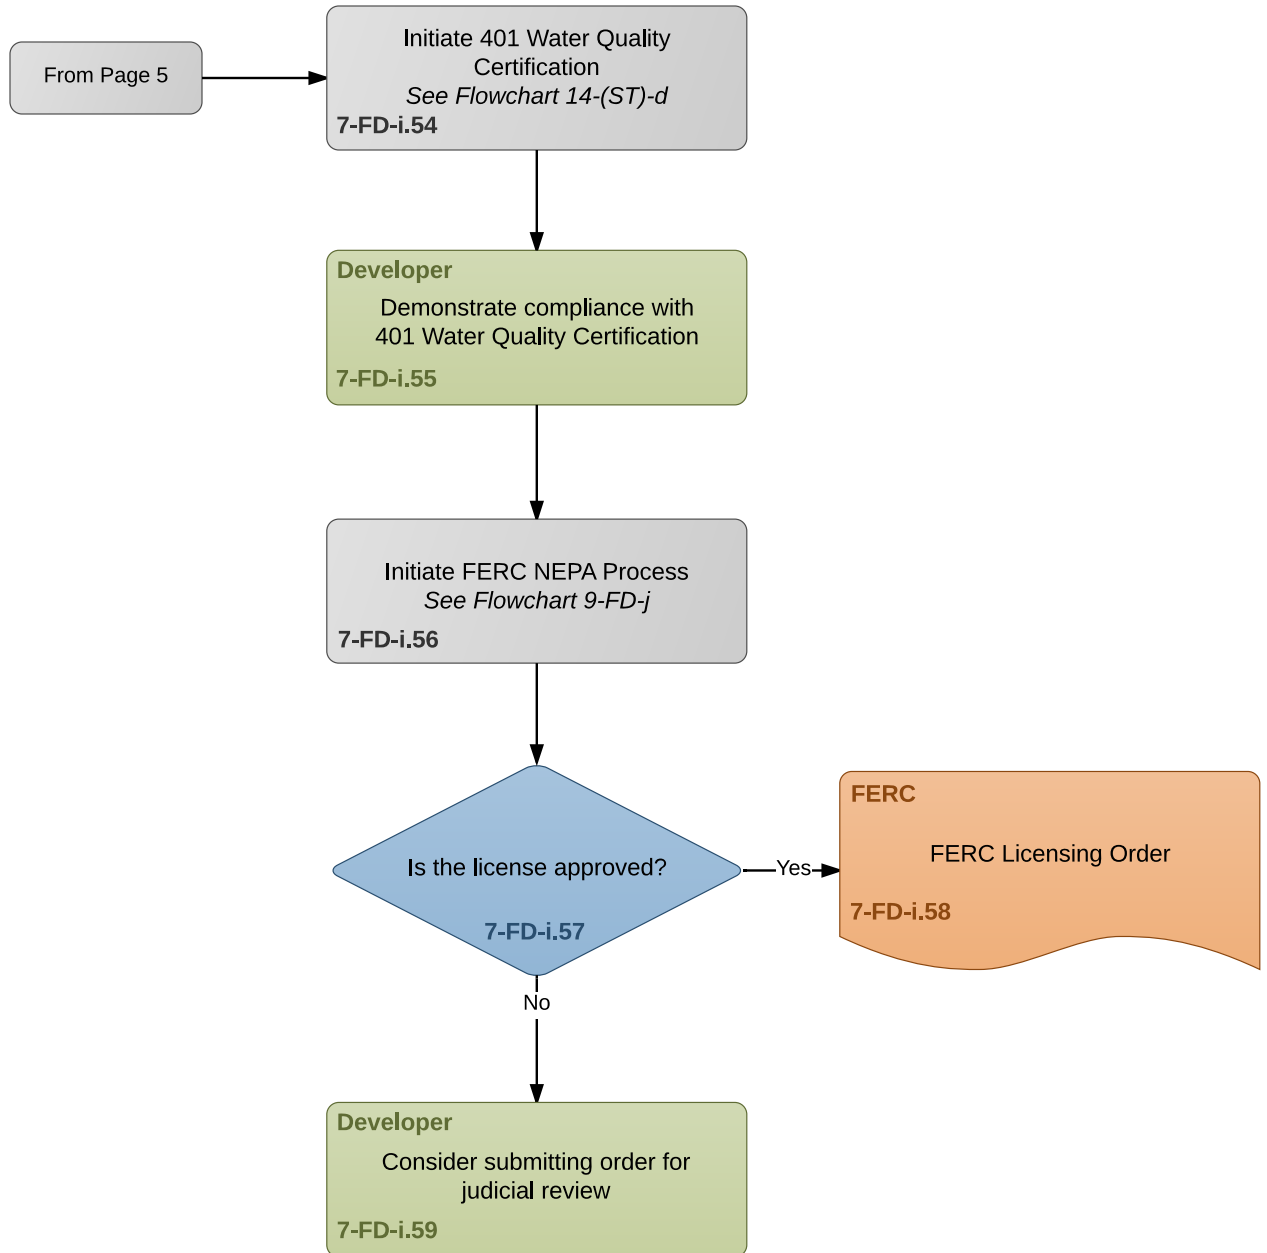 From Page 5
Initiate 401 Water Quality
Certification
See Flowchart 14-(ST)-d
7-FD-i.54
Developer
Demonstrate compliance with
401 Water Quality Certification
7-FD-i.55
Initiate FERC NEPA Process
See Flowchart 9-FD-j
7-FD-i.56
Is the license approved?
7-FD-i.57
Yes
FERC
FERC Licensing Order
7-FD-i.58
No
Developer
Consider submitting order for
judicial review
7-FD-i.59